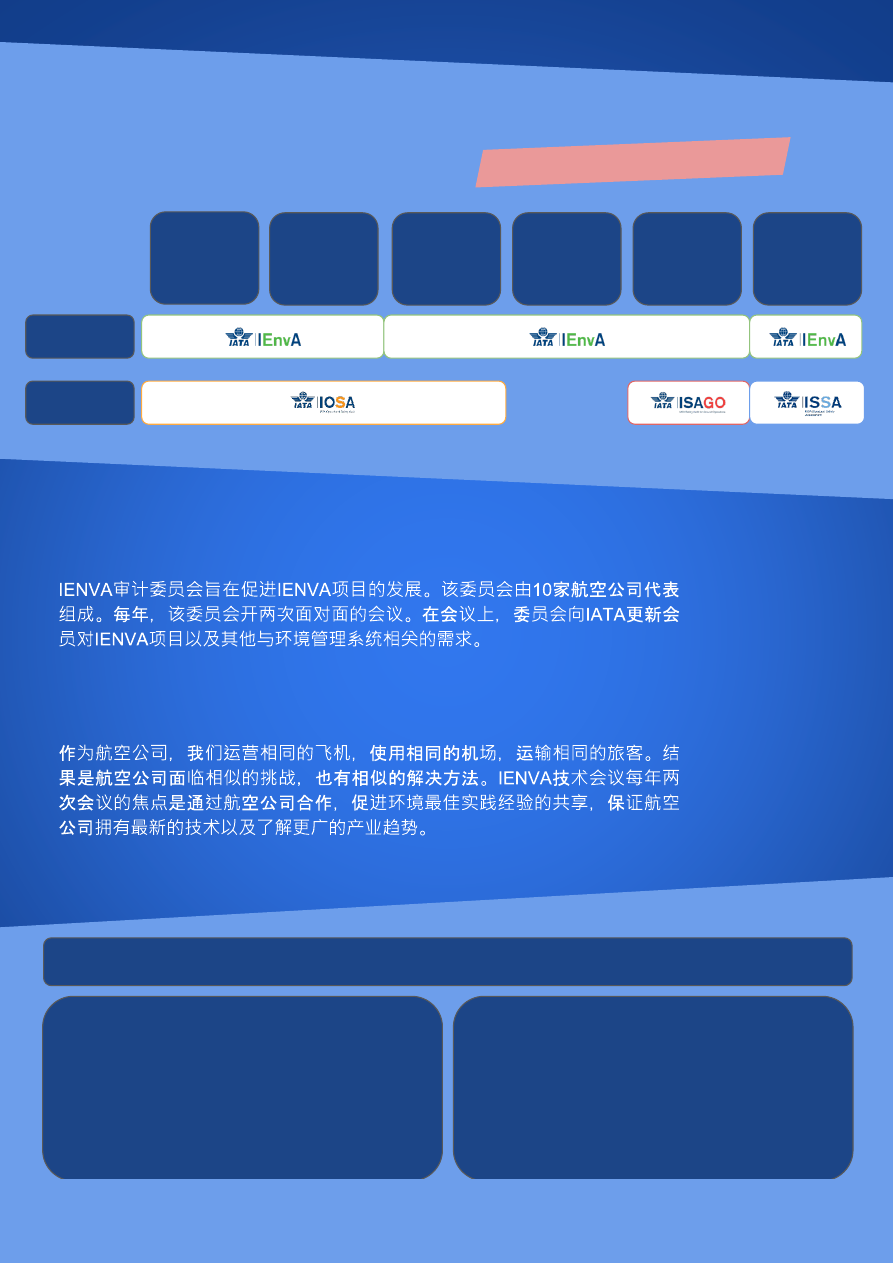 IATA IEnvA IATA IEnvA IATA IEnvA
IATA IOSA IATA ISAGO IATA ISSA
IENVA审计委员会旨在促进IENVA项目的发展。该委员会由10家航空公司代表
组成。每年，该委员会开两次面对面的会议。在会议上，委员会向IATA更新会
员对IENVA项目以及其他与环境管理系统相关的需求。
作为航空公司，我们运营相同的飞机，使用相同的机场，运输相同的旅客。结
果是航空公司面临相似的挑战，也有相似的解决方法。IENVA技术会议每年两
次会议的焦点是通过航空公司合作，促进环境最佳实践经验的共享，保证航空
公司拥有最新的技术以及了解更广的产业趋势。